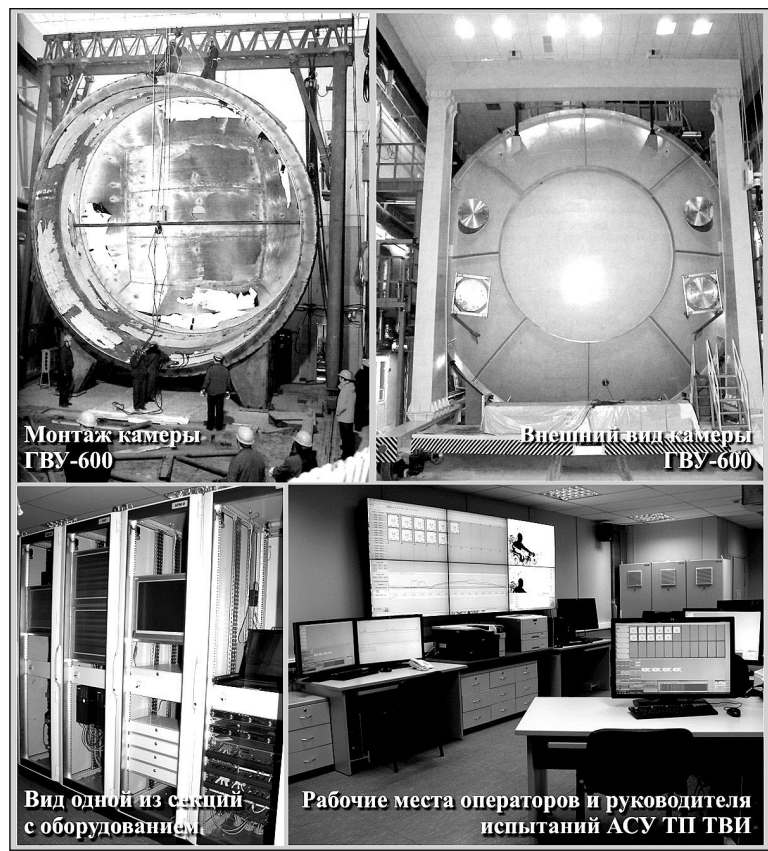 Монтаж камеры
ГВУ-600
Внешний вид камеры
ГВУ-600
Вид одной из секций
с оборудованием
Рабочие места операторов и руководителя
испытаний АСУ ТП ТВИ